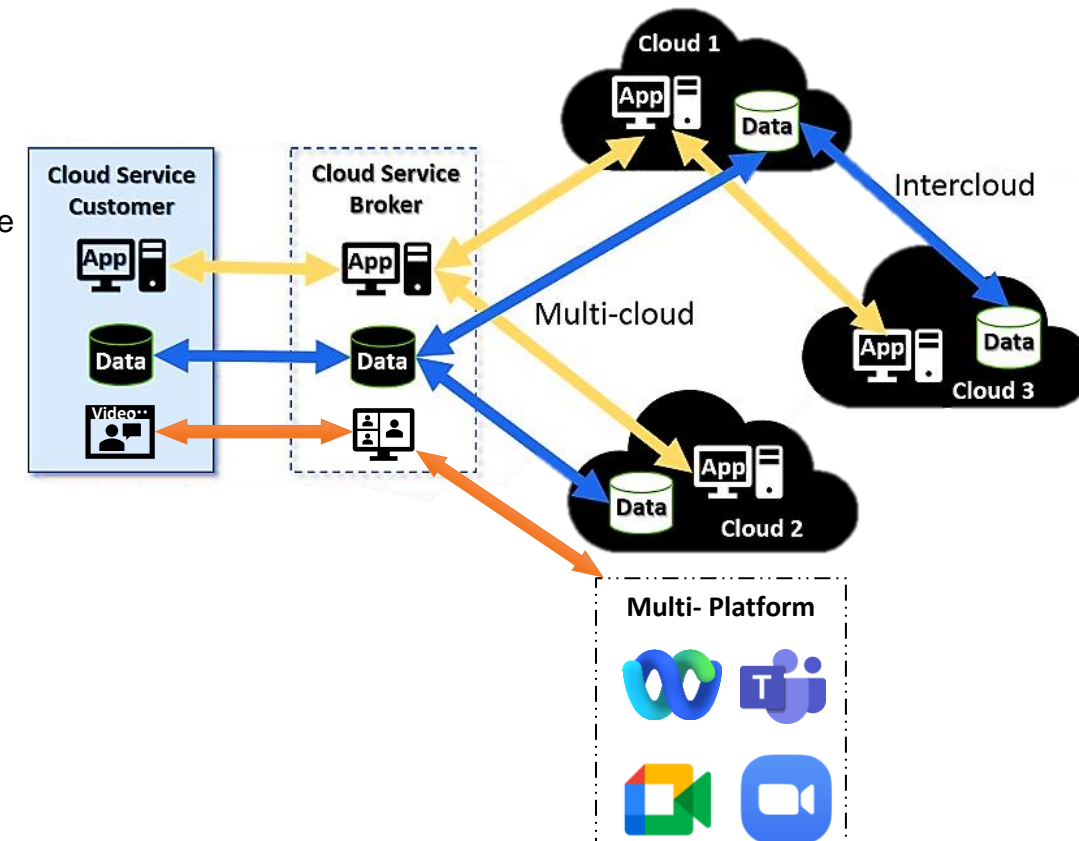 e
Cloud Service
Customer
App
Data
Video
Cloud Service
Broker
App
Data
Cloud 1
App
Data
Intercloud
Multi-cloud
App
Data
Cloud 3
App
Data
Cloud 2
Multi- Platform
T